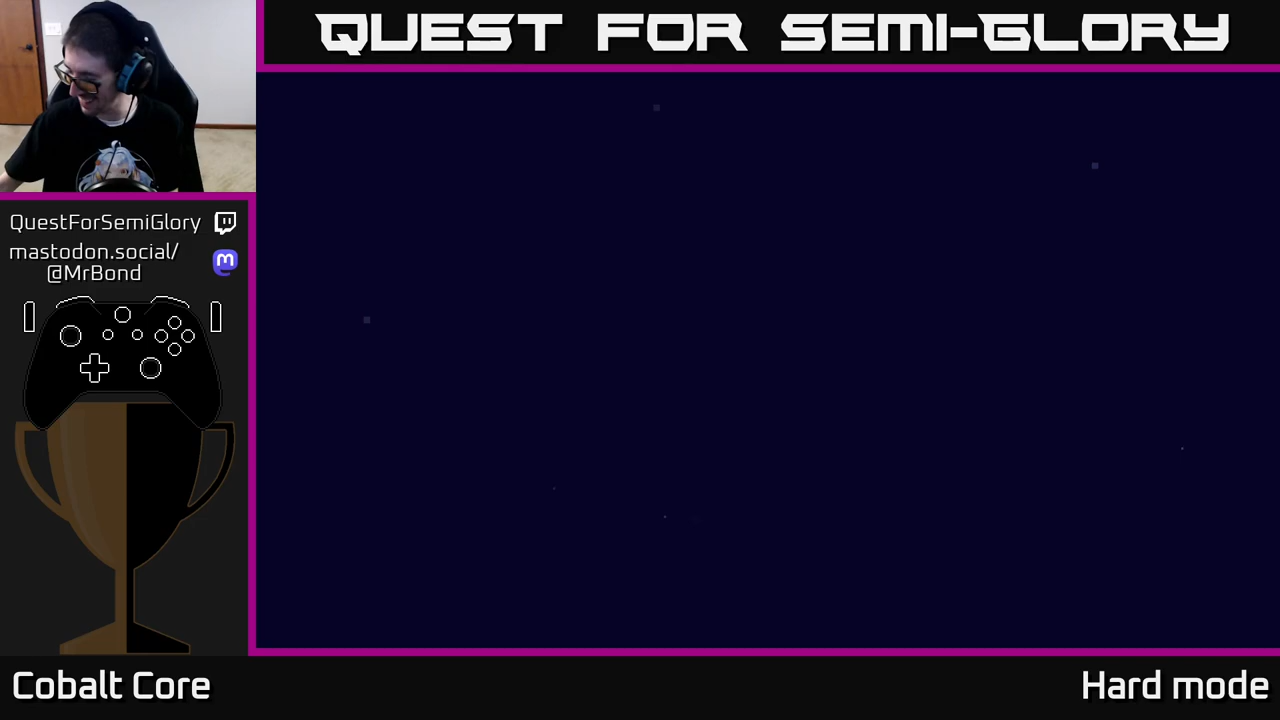 QUEST FOR SEMI-GLORY
QuestForSemiGlory
mastodon.social/
@MrBond
Cobalt Core
Hard mode